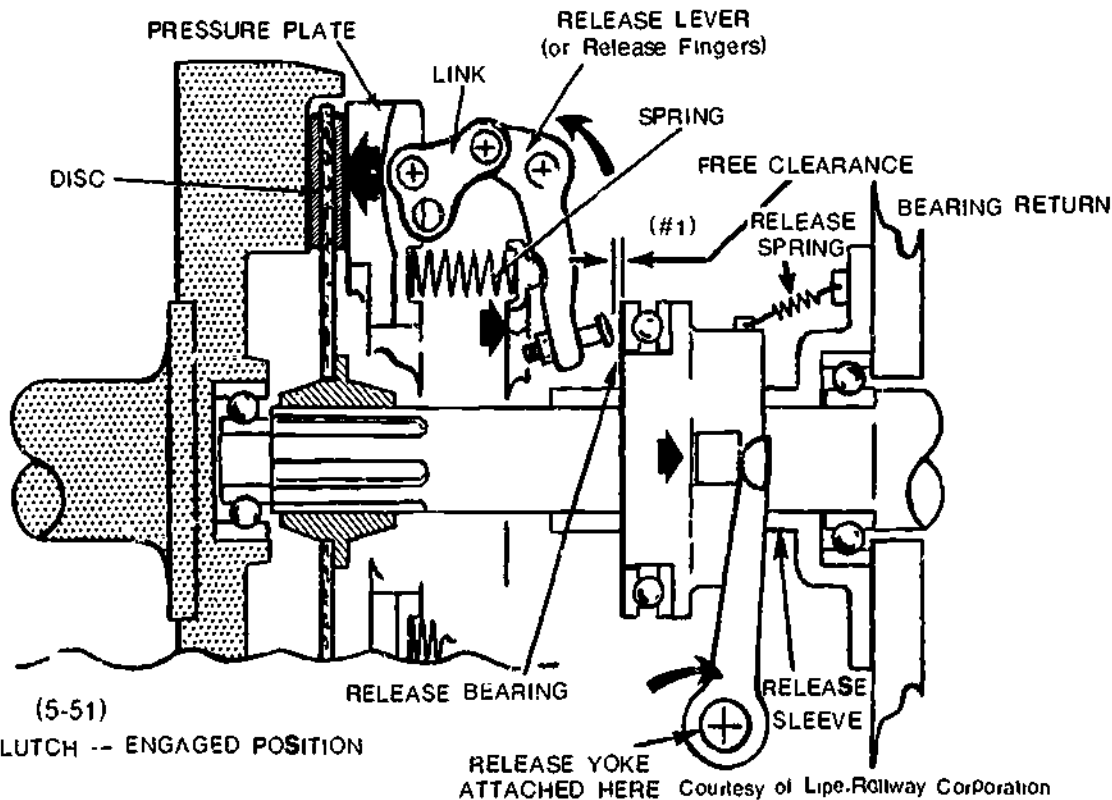 PRESSURE PLATE
RELEASE LEVER
(or Release Fingers)
LINK
SPRING
DISC
FREE CLEARANCE
(#1)
RELEASE
SPRING
BEARING RETURN
RELEASE BEARING
RELEASE
SLEEVE
(5-51)
LUTCH -- ENGAGED POSITION
RELEASE YOKE
ATTACHED HERE
Courtesy of Lipe-Rollway Corporation